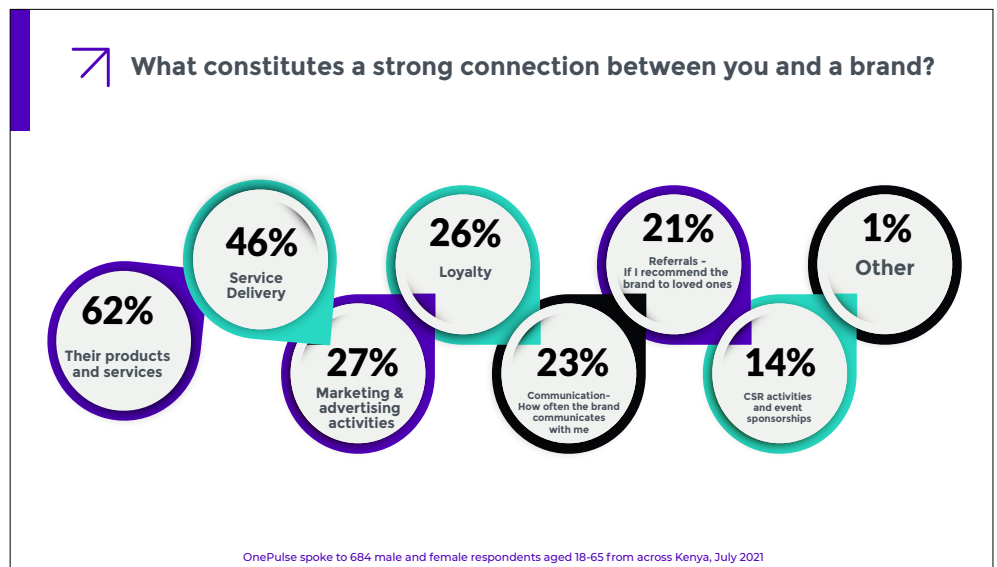 What constitutes a strong connection between you and a brand?
62%
Their products
and services
46%
Service
Delivery
27%
Marketing &
advertising
activities
26%
Loyalty
23%
Communication-
How often the brand
communicates
with me
21%
Referrals -
If I recommend the
brand to loved ones
14%
CSR activities
and event
sponsorships
1%
Other
OnePulse spoke to 684 male and female respondents aged 18-65 from across Kenya, July 2021